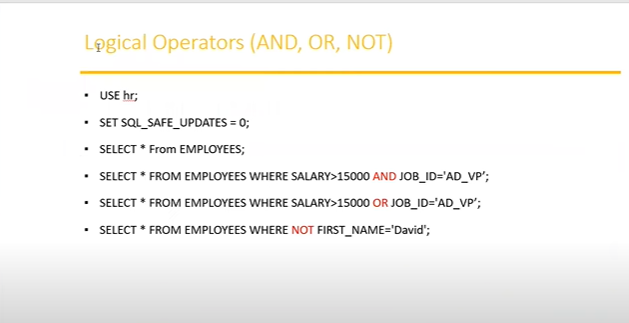 Logical Operators (AND, OR, NOT)
• USE hr;
• SET SQL_SAFE_UPDATES = 0;
• SELECT * From EMPLOYEES;
• SELECT * FROM EMPLOYEES WHERE SALARY>15000 AND JOB_ID='AD_VP’;
• SELECT * FROM EMPLOYEES WHERE SALARY>15000 OR JOB_ID='AD_VP’;
• SELECT * FROM EMPLOYEES WHERE NOT FIRST_NAME='David';